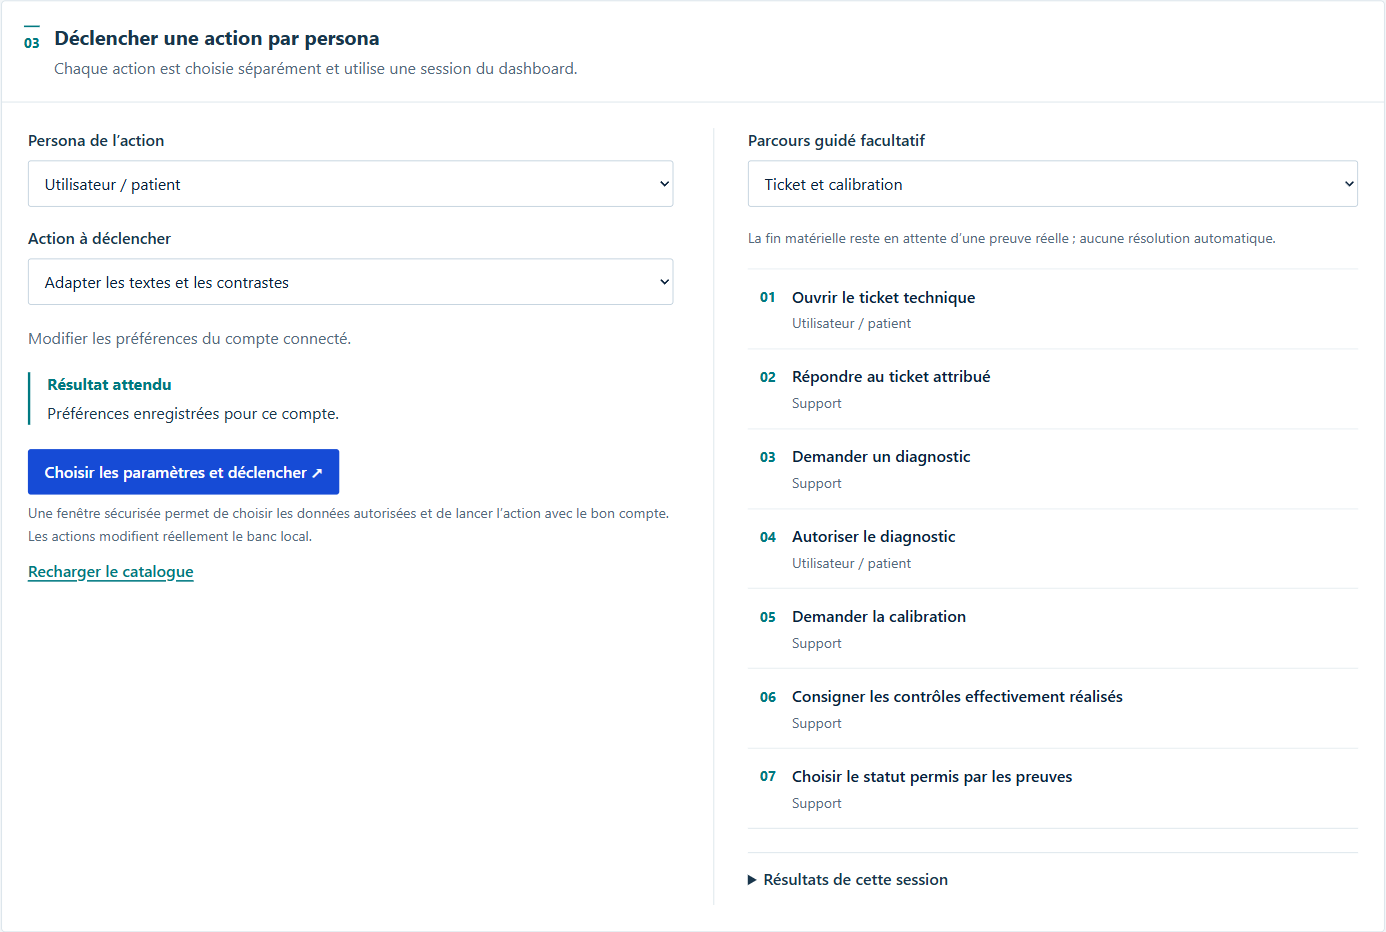 03
Déclencher une action par persona
Chaque action est choisie séparément et utilise une session du dashboard.
Persona de l’action
Utilisateur / patient
Action à déclencher
Adapter les textes et les contrastes
Modifier les préférences du compte connecté.
Résultat attendu
Préférences enregistrées pour ce compte.
Choisir les paramètres et déclencher ↗
Une fenêtre sécurisée permet de choisir les données autorisées et de lancer l’action avec le bon compte.
Les actions modifient réellement le banc local.
Recharger le catalogue
Parcours guidé facultatif
Ticket et calibration
La fin matérielle reste en attente d’une preuve réelle ; aucune résolution automatique.
01 Ouvrir le ticket technique
Utilisateur / patient
02 Répondre au ticket attribué
Support
03 Demander un diagnostic
Support
04 Autoriser le diagnostic
Utilisateur / patient
05 Demander la calibration
Support
06 Consigner les contrôles effectivement réalisés
Support
07 Choisir le statut permis par les preuves
Support
▶ Résultats de cette session